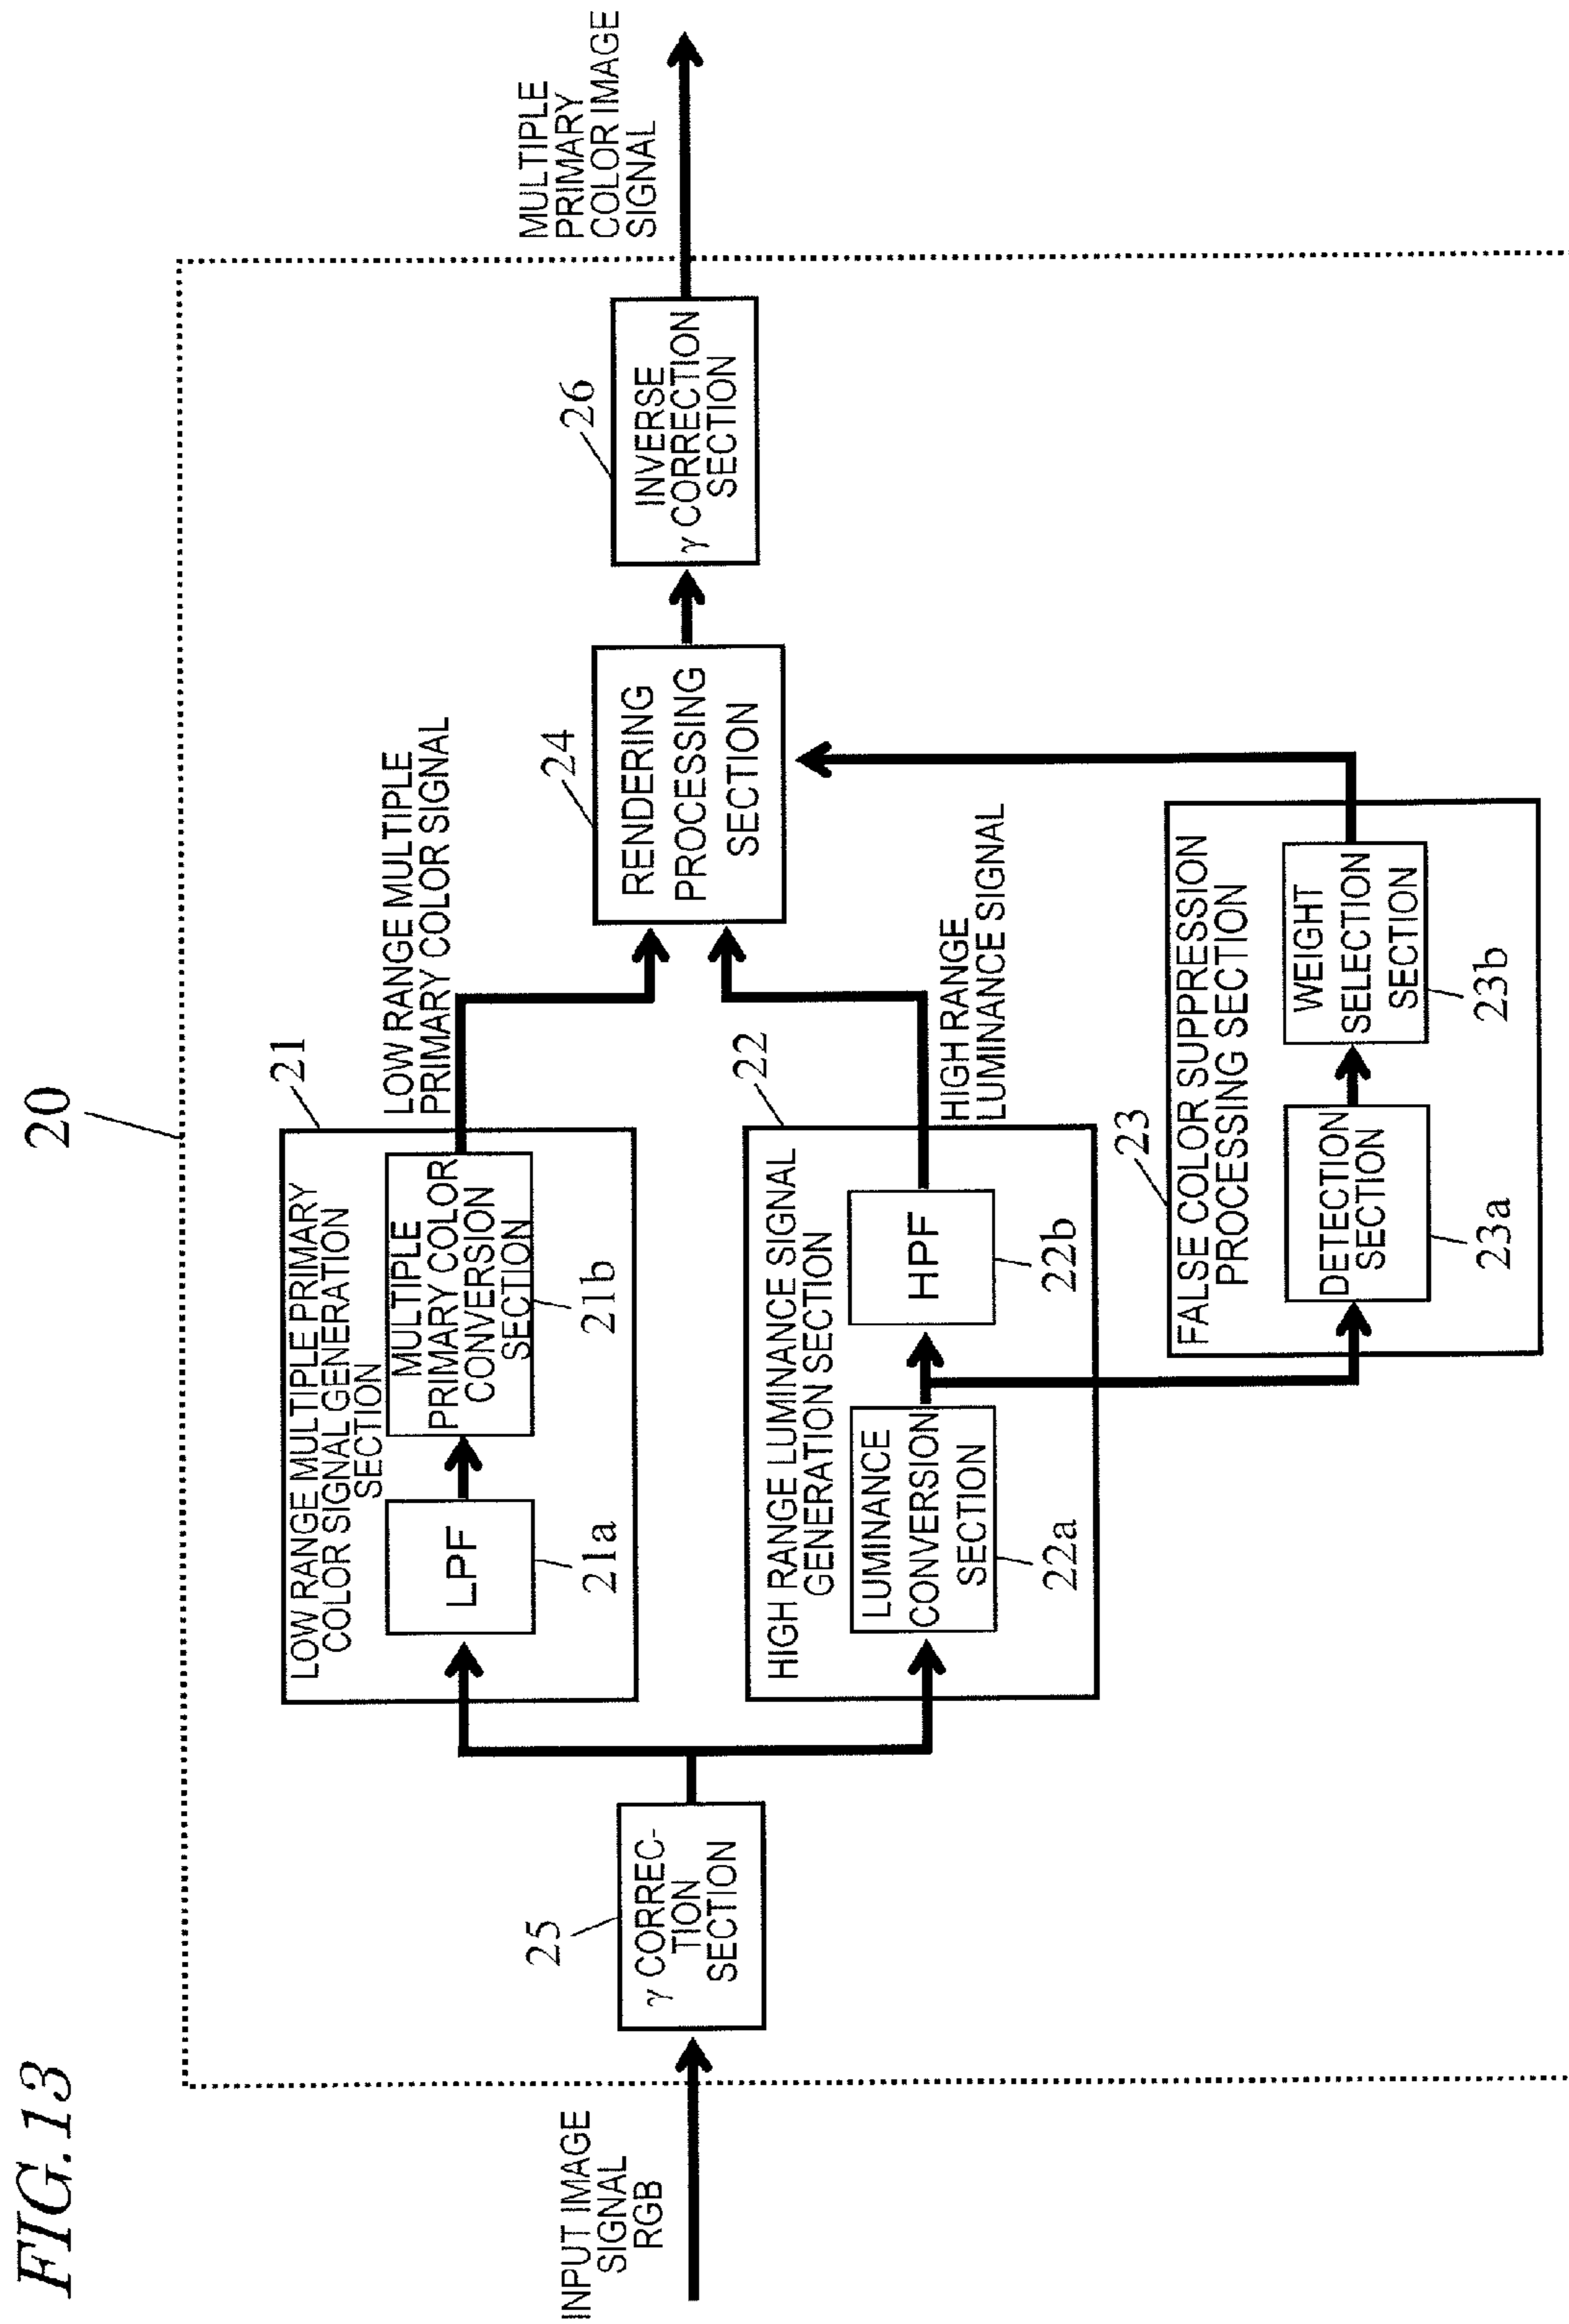 FIG.13
20
INPUT IMAGE
SIGNAL
RGB
25
γ CORREC-
TION
SECTION
21
LOW RANGE MULTIPLE PRIMARY
COLOR SIGNAL GENERATION
SECTION
LPF
21a
MULTIPLE
PRIMARY COLOR
CONVERSION
SECTION
21b
LOW RANGE MULTIPLE
PRIMARY COLOR SIGNAL
22
HIGH RANGE LUMINANCE SIGNAL
GENERATION SECTION
LUMINANCE
CONVERSION
SECTION
22a
HPF
22b
HIGH RANGE
LUMINANCE SIGNAL
23
FALSE COLOR SUPPRESSION
PROCESSING SECTION
DETECTION
SECTION
23a
WEIGHT
SELECTION
SECTION
23b
24
RENDERING
PROCESSING
SECTION
26
INVERSE
γ CORRECTION
SECTION
MULTIPLE
PRIMARY
COLOR IMAGE
SIGNAL